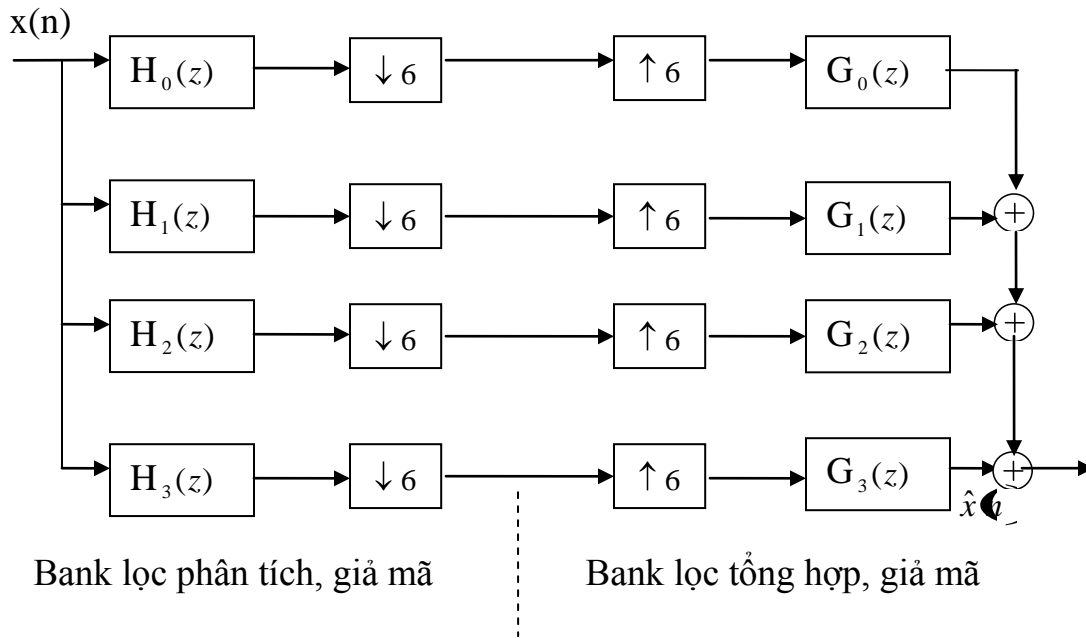 x(n)
H₀(z) ↓6 ↑6 G₀(z)
H₁(z) ↓6 ↑6 G₁(z)
+
H₂(z) ↓6 ↑6 G₂(z)
+
H₃(z) ↓6 ↑6 G₃(z)
+
x̂
Bank lọc phân tích, giả mã
Bank lọc tổng hợp, giả mã